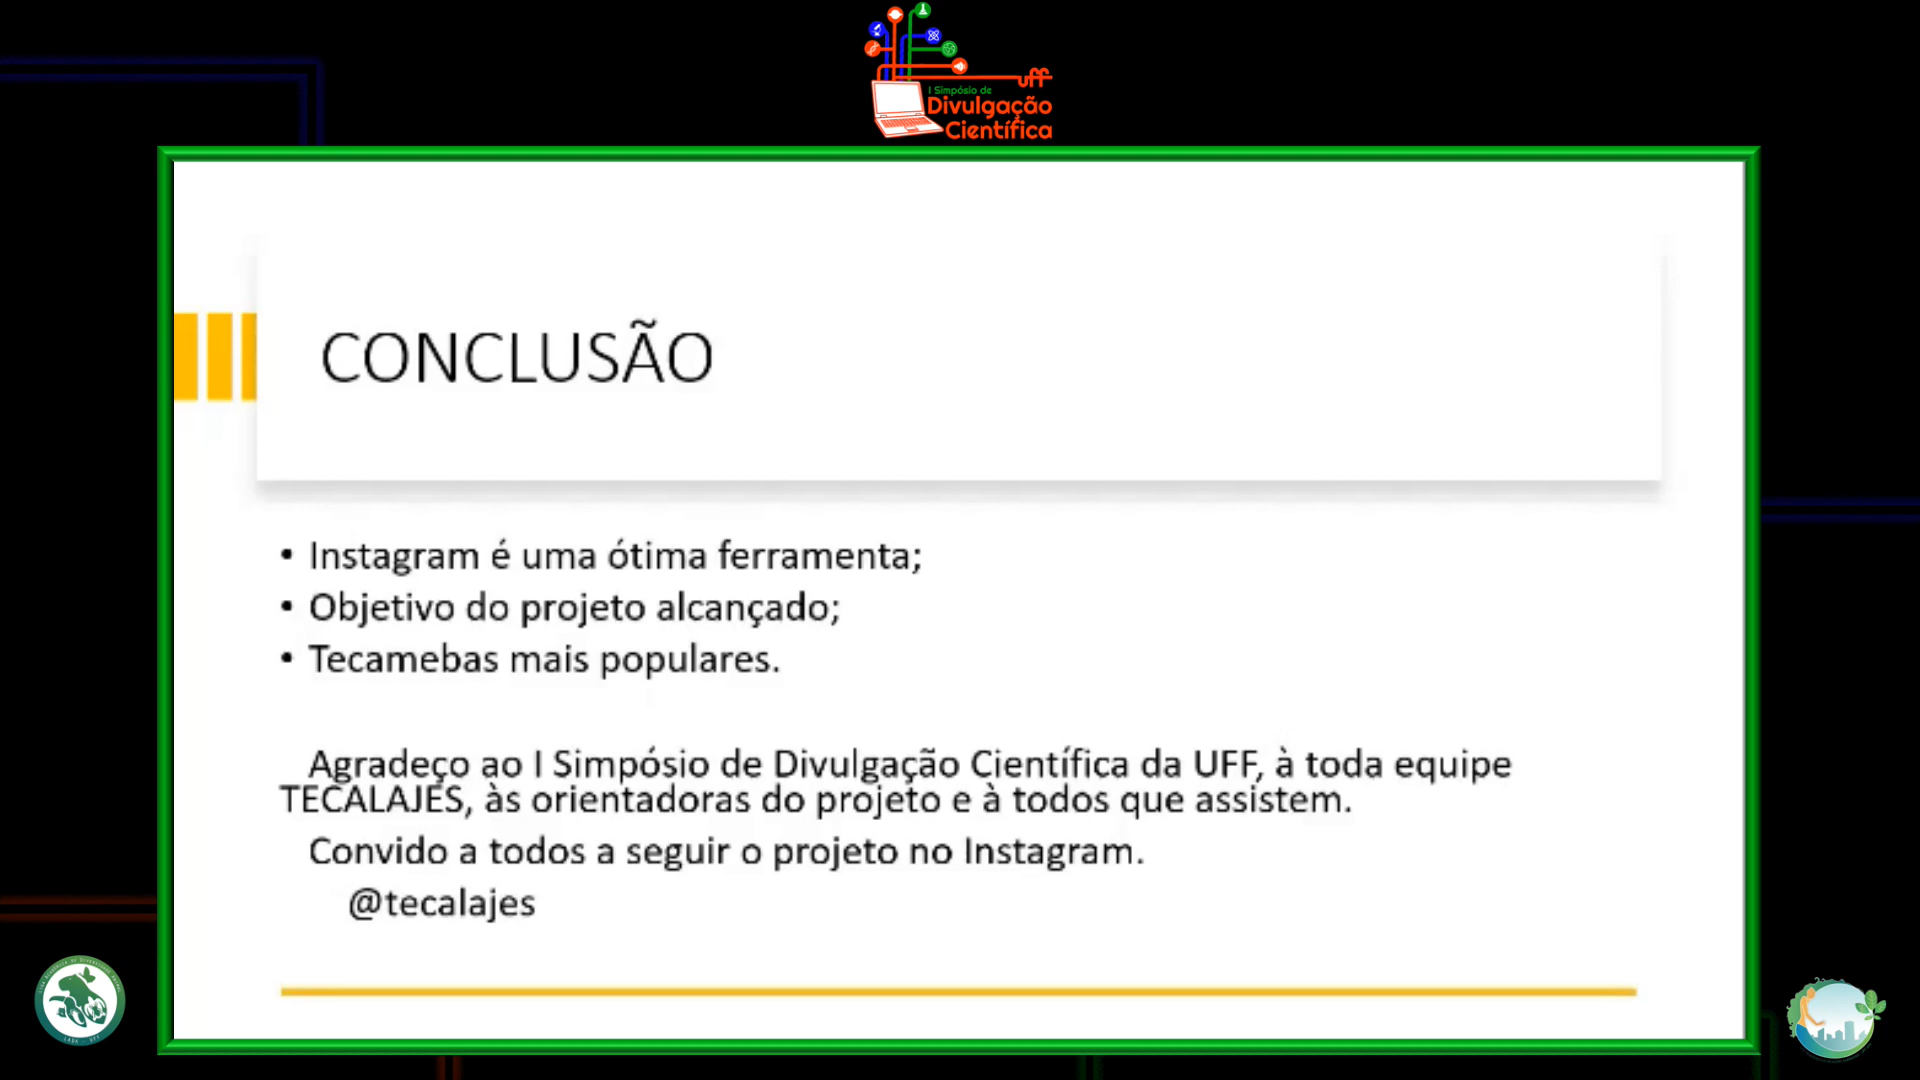 uff
I Simpósio de
Divulgação
Científica
CONCLUSÃO
• Instagram é uma ótima ferramenta;
• Objetivo do projeto alcançado;
• Tecamebas mais populares.
Agradeço ao I Simpósio de Divulgação Científica da UFF, à toda equipe
TECALAJES, às orientadoras do projeto e à todos que assistem.
Convido a todos a seguir o projeto no Instagram.
@tecalajes